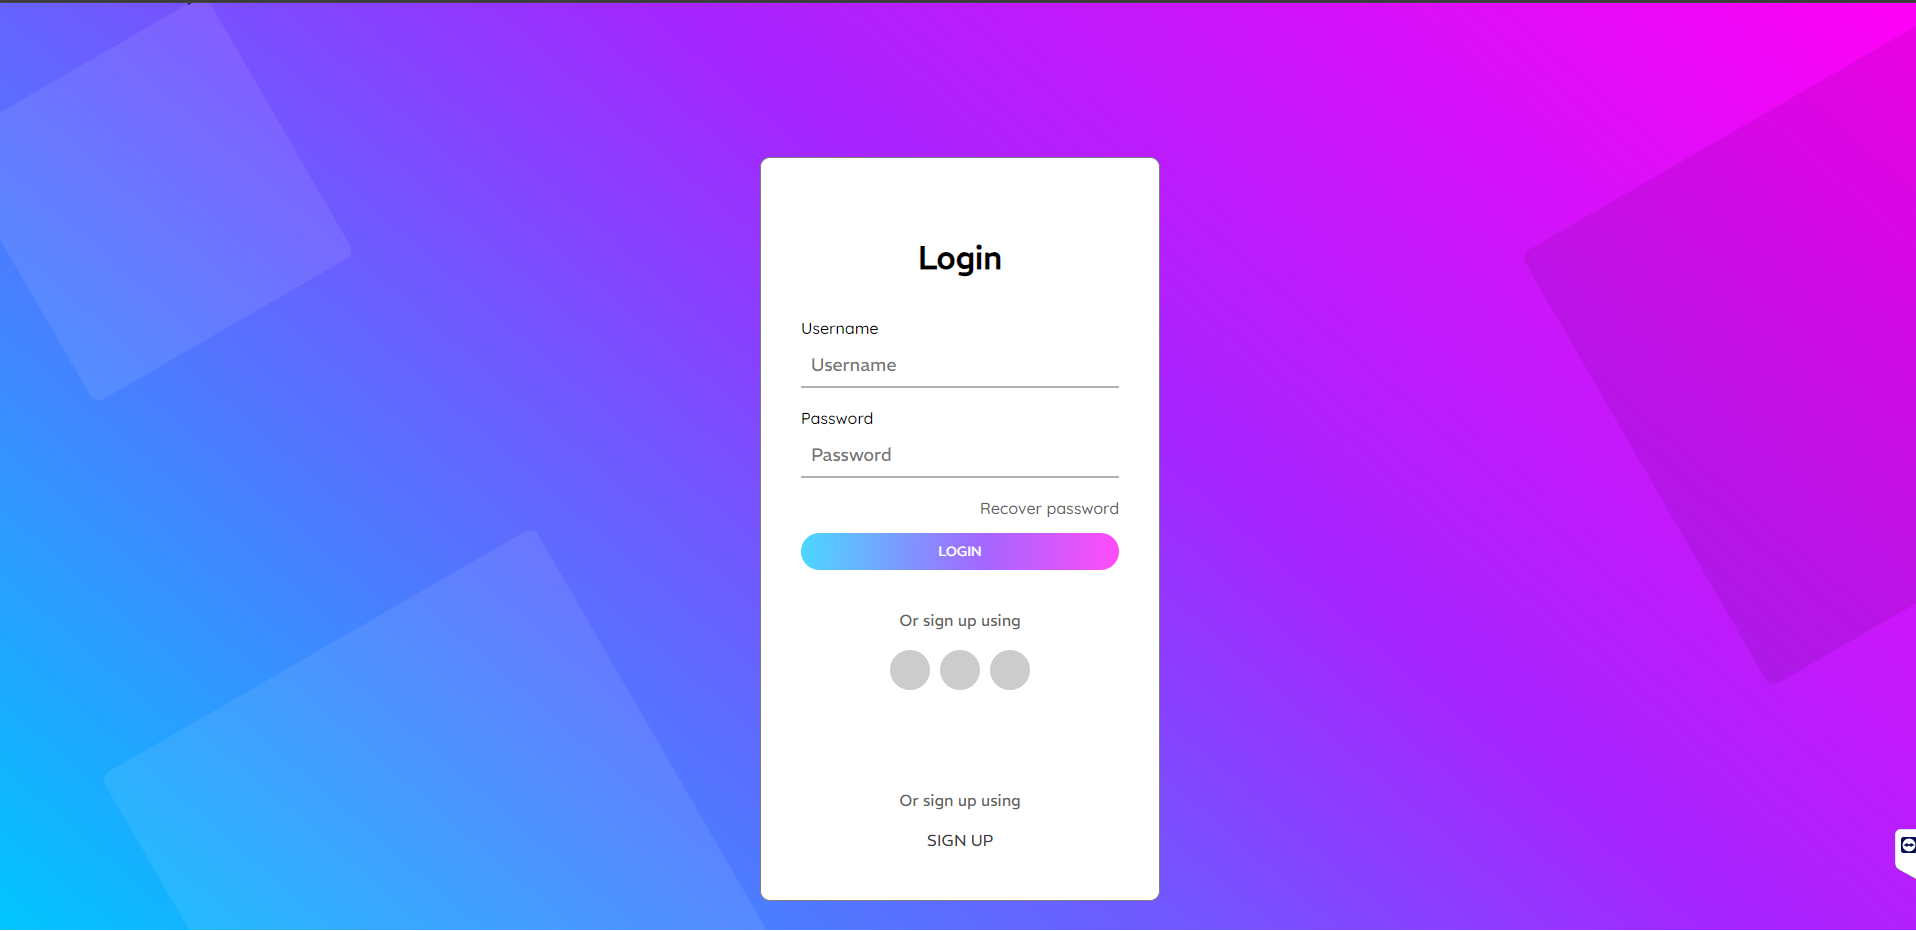 Login
Username
Username
Password
Password
Recover password
LOGIN
Or sign up using
Or sign up using
SIGN UP